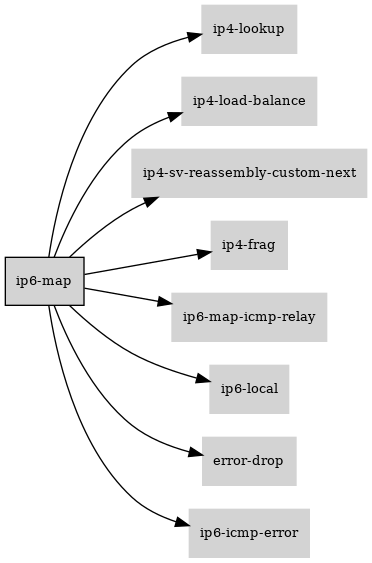 ip4-lookup
ip4-load-balance
ip4-sv-reassembly-custom-next
ip4-frag
ip6-map
ip6-map-icmp-relay
ip6-local
error-drop
ip6-icmp-error